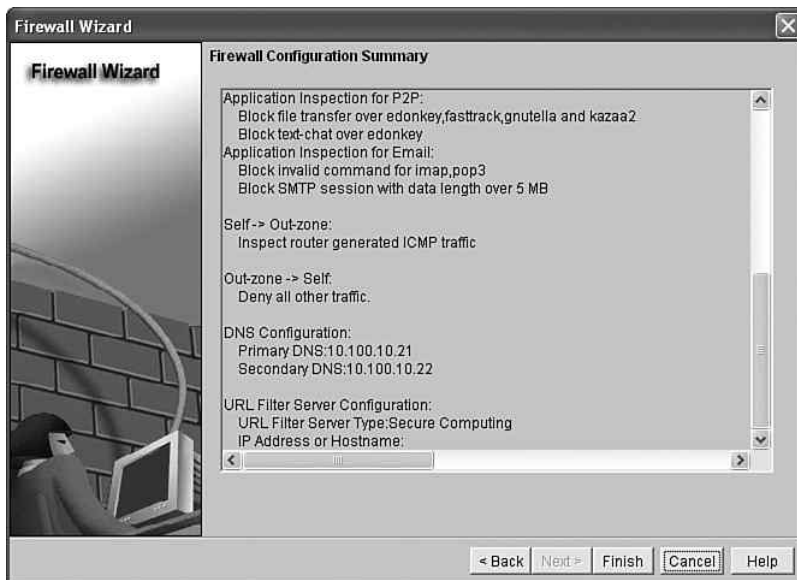 Firewall Wizard
Firewall Wizard
Firewall Configuration Summary
Application Inspection for P2P:
Block file transfer over edonkey,fasttrack,gnutella and kazaa2
Block text-chat over edonkey
Application Inspection for Email:
Block invalid command for imap,pop3
Block SMTP session with data length over 5 MB
Self -> Out-zone:
Inspect router generated ICMP traffic
Out-zone -> Self:
Deny all other traffic.
DNS Configuration:
Primary DNS:10.100.10.21
Secondary DNS:10.100.10.22
URL Filter Server Configuration:
URL Filter Server Type:Secure Computing
IP Address or Hostname:
< Back Next > Finish Cancel Help